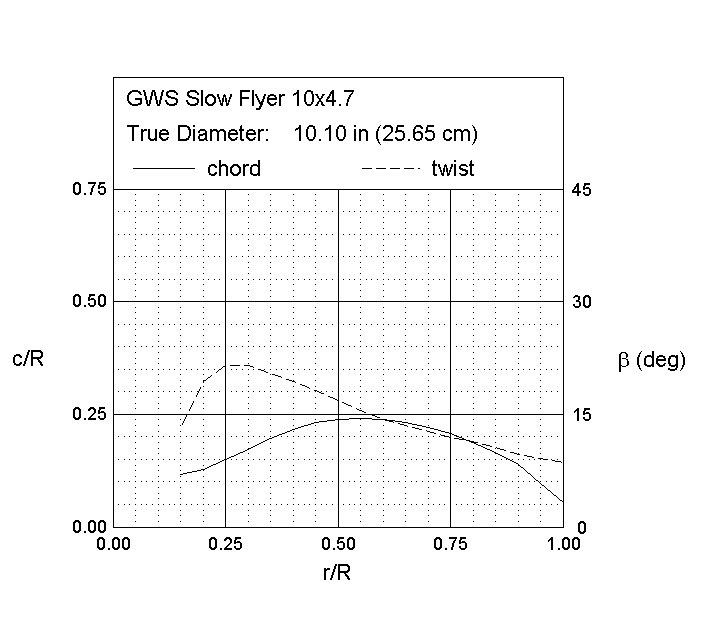 GWS Slow Flyer 10x4.7
True Diameter: 10.10 in (25.65 cm)
chord twist
0.75 45
0.50 30
c/R β (deg)
0.25 15
0.00 0
0.00 0.25 0.50 0.75 1.00
r/R